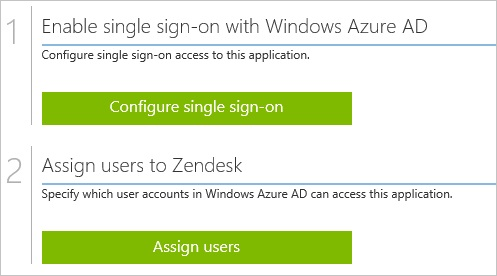 1
Enable single sign-on with Windows Azure AD
Configure single sign-on access to this application.
Configure single sign-on
2
Assign users to Zendesk
Specify which user accounts in Windows Azure AD can access this application.
Assign users